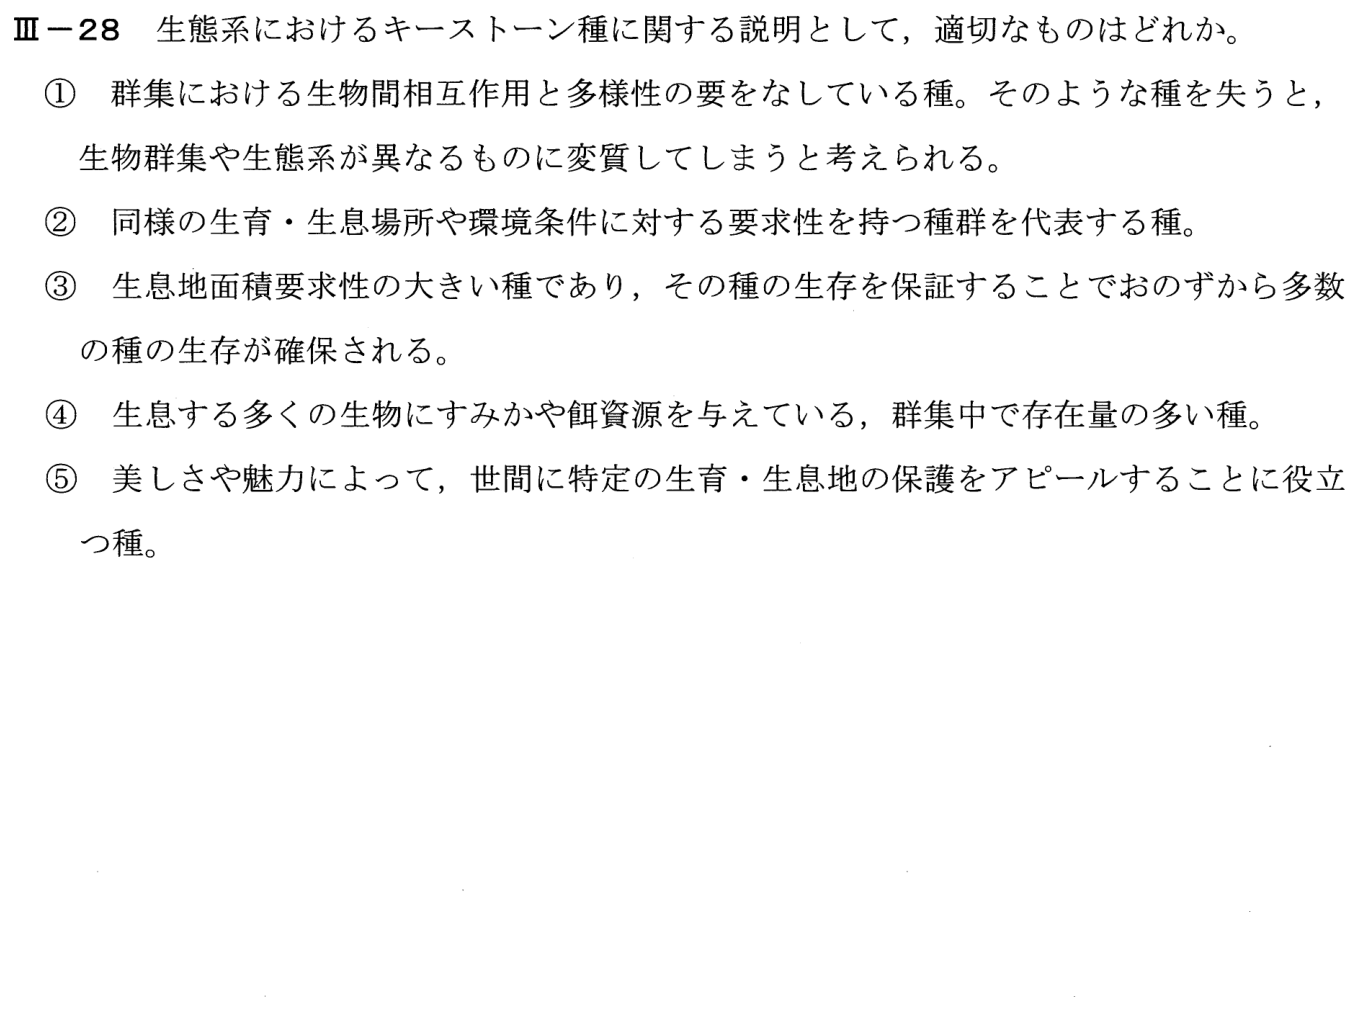 Ⅲ－28　生態系におけるキーストーン種に関する説明として，適切なものはどれか。
①　群集における生物間相互作用と多様性の要をなしている種。そのような種を失うと，
生物群集や生態系が異なるものに変質してしまうと考えられる。
②　同様の生育・生息場所や環境条件に対する要求性を持つ種群を代表する種。
③　生息地面積要求性の大きい種であり，その種の生存を保証することでおのずから多数
の種の生存が確保される。
④　生息する多くの生物にすみかや餌資源を与えている，群集中で存在量の多い種。
⑤　美しさや魅力によって，世間に特定の生育・生息地の保護をアピールすることに役立
つ種。